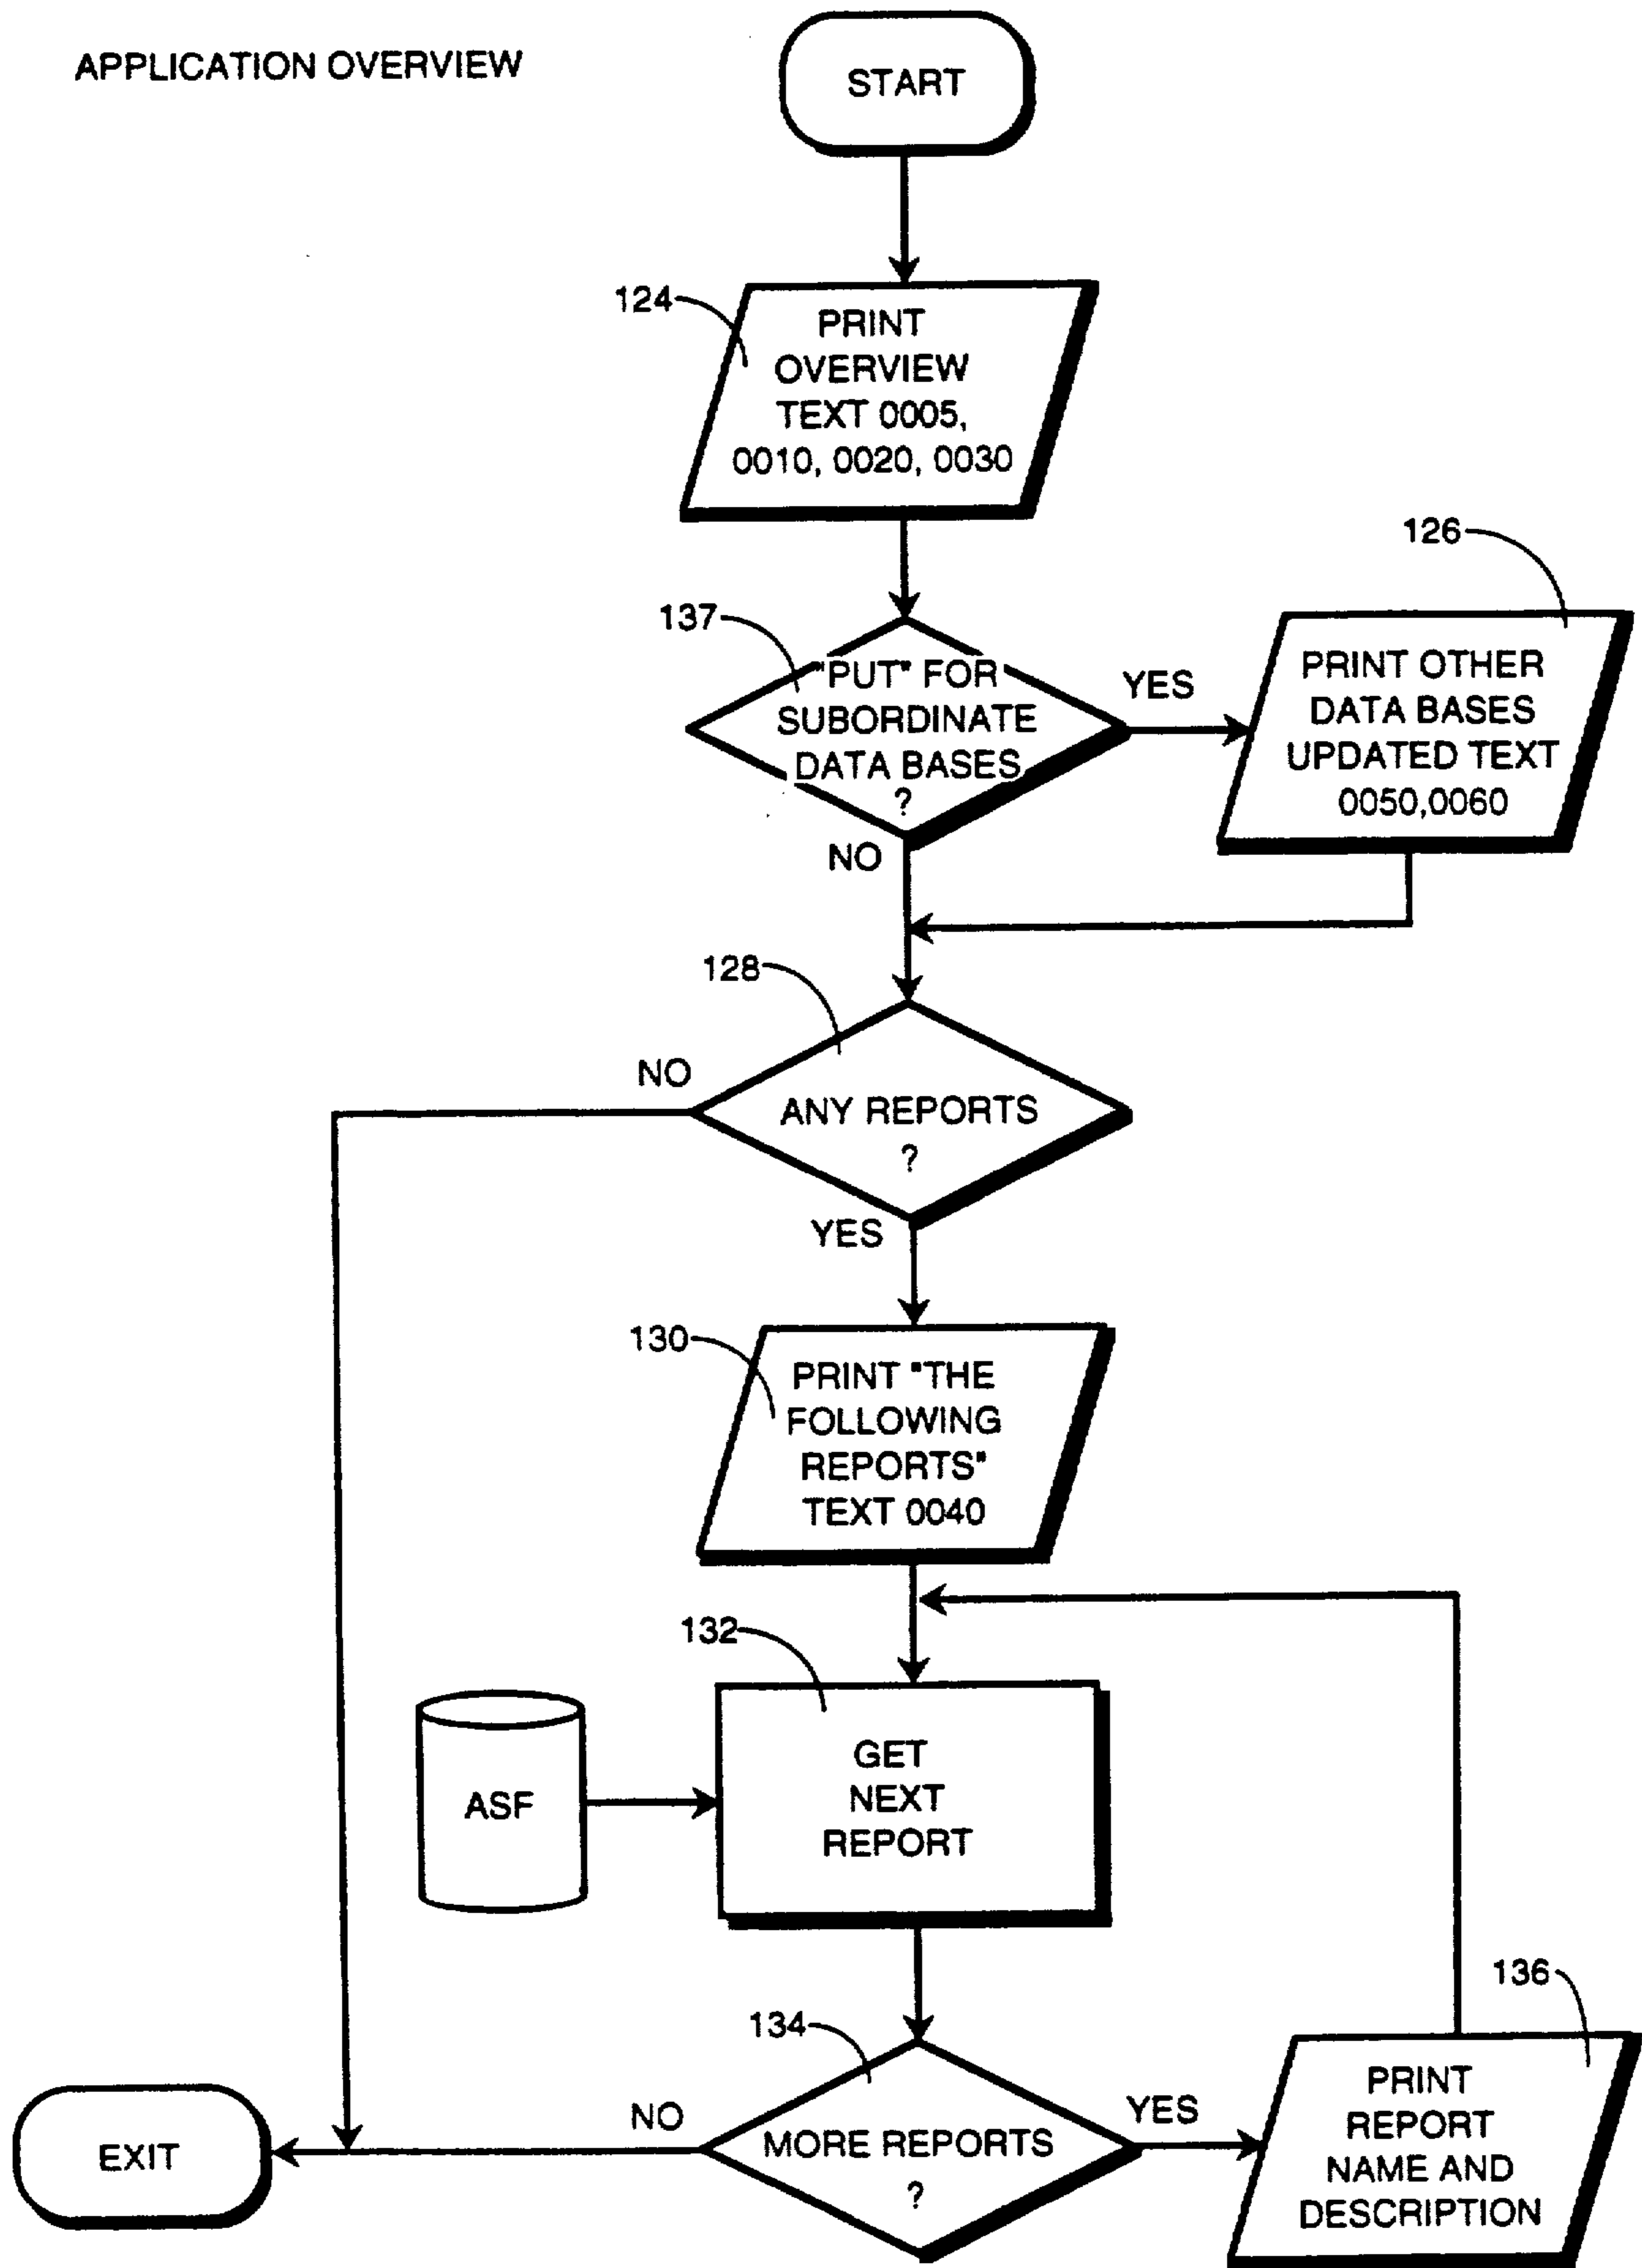 APPLICATION OVERVIEW
START
124
PRINT
OVERVIEW
TEXT 0005,
0010, 0020, 0030
126
137
"PUT" FOR
SUBORDINATE
DATA BASES
?
YES
PRINT OTHER
DATA BASES
UPDATED TEXT
0050,0060
NO
128
NO
ANY REPORTS
?
YES
130
PRINT "THE
FOLLOWING
REPORTS"
TEXT 0040
132
ASF
GET
NEXT
REPORT
134
136
EXIT
NO
MORE REPORTS
?
YES
PRINT
REPORT
NAME AND
DESCRIPTION